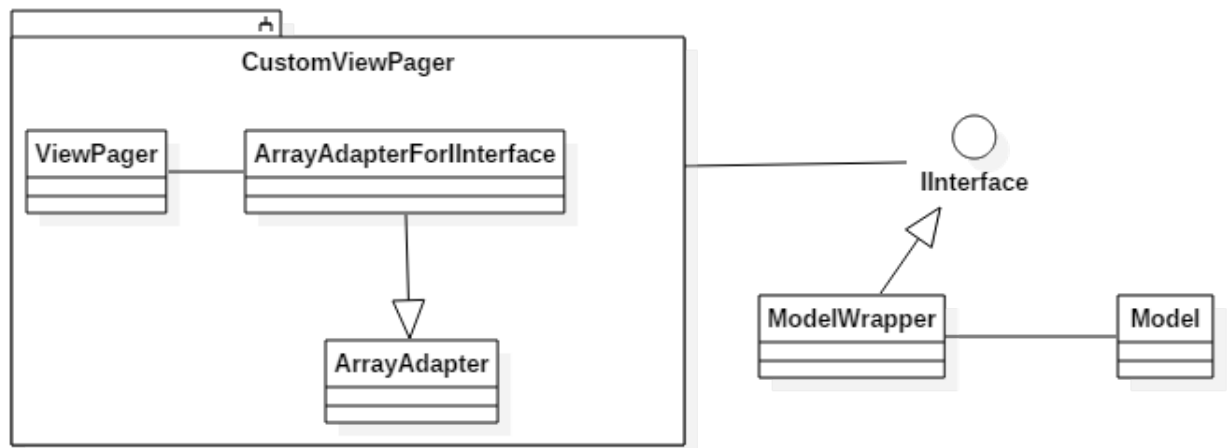 CustomViewPager
ViewPager
ArrayAdapterForIInterface
IInterface
ArrayAdapter
ModelWrapper
Model